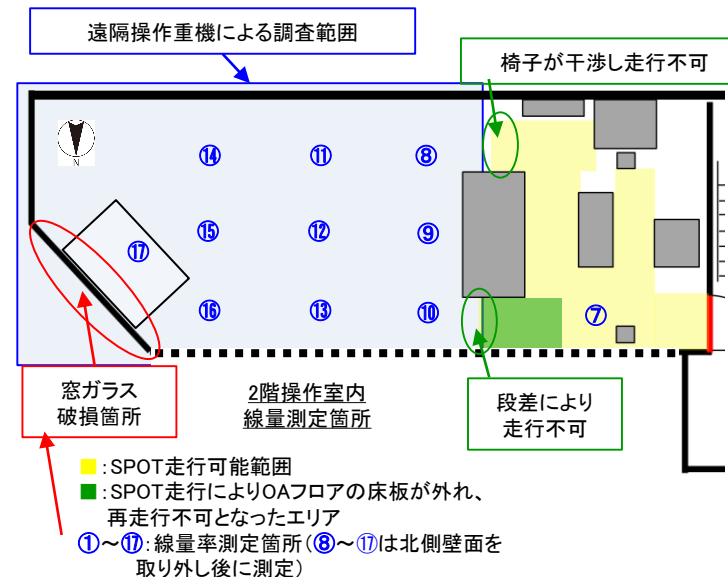 遠隔操作重機による調査範囲
椅子が干渉し走行不可
N
⑭
⑪
⑧
⑮
⑫
⑨
⑰
⑯
⑬
⑩
⑦
窓ガラス
破損箇所
2階操作室内
線量測定箇所
段差により
走行不可
:SPOT走行可能範囲
:SPOT走行によりOAフロアの床板が外れ、
再走行不可となったエリア
①～⑰:線量率測定箇所(⑧～⑰は北側壁面を
取り外し後に測定)